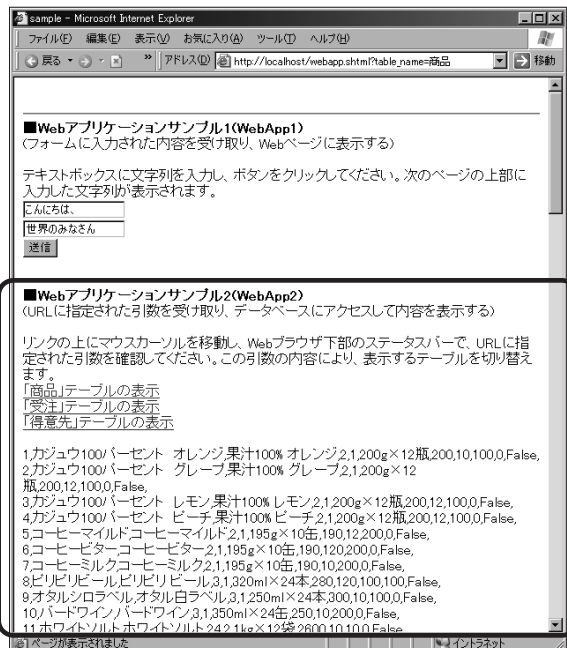 sample - Microsoft Internet Explorer
ファイル(F) 編集(E) 表示(V) お気に入り(A) ツール(T) ヘルプ(H)
戻る » アドレス(D) http://localhost/webapp.shtml?table_name=商品 移動
■Webアプリケーションサンプル1(WebApp1)
(フォームに入力された内容を受け取り、Webページに表示する)
テキストボックスに文字列を入力し、ボタンをクリックしてください。次のページの上部に
入力した文字列が表示されます。
こんにちは、
世界のみなさん
送信
■Webアプリケーションサンプル2(WebApp2)
(URLに指定された引数を受け取り、データベースにアクセスして内容を表示する)
リンクの上にマウスカーソルを移動し、Webブラウザ下部のステータスバーで、URLに指
定された引数を確認してください。この引数の内容により、表示するテーブルを切り替え
ます。
「商品」テーブルの表示
「受注」テーブルの表示
「得意先」テーブルの表示
1,カジュウ100パーセント オレンジ,果汁100% オレンジ,2,1,200g×12瓶,200,10,100,0,False,
2,カジュウ100パーセント グレープ,果汁100% グレープ,2,1,200g×12
瓶,200,12,100,0,False,
3,カジュウ100パーセント レモン,果汁100% レモン,2,1,200g×12瓶,200,12,100,0,False,
4,カジュウ100パーセント ピーチ,果汁100% ピーチ,2,1,200g×12瓶,200,12,100,0,False,
5,コーヒーマイルド,コーヒーマイルド,2,1,195g×10缶,190,12,200,0,False,
6,コーヒービター,コーヒービター,2,1,195g×10缶,190,120,200,0,False,
7,コーヒーミルク,コーヒーミルク,2,1,195g×10缶,190,10,200,0,False,
8,ピリピリビール,ピリピリ ビール,3,1,320ml×24本,280,120,100,100,False,
9,オタルシロラベル,オタル白ラベル,3,1,250ml×24本,300,10,100,0,False,
10,バードワイン,バードワイン,3,1,350ml×24缶,250,10,200,0,False,
11,ホワイトソルト,ホワイトソルト,24,2,1kg×12袋,2600,10,10,0,False,
ページが表示されました イントラネット